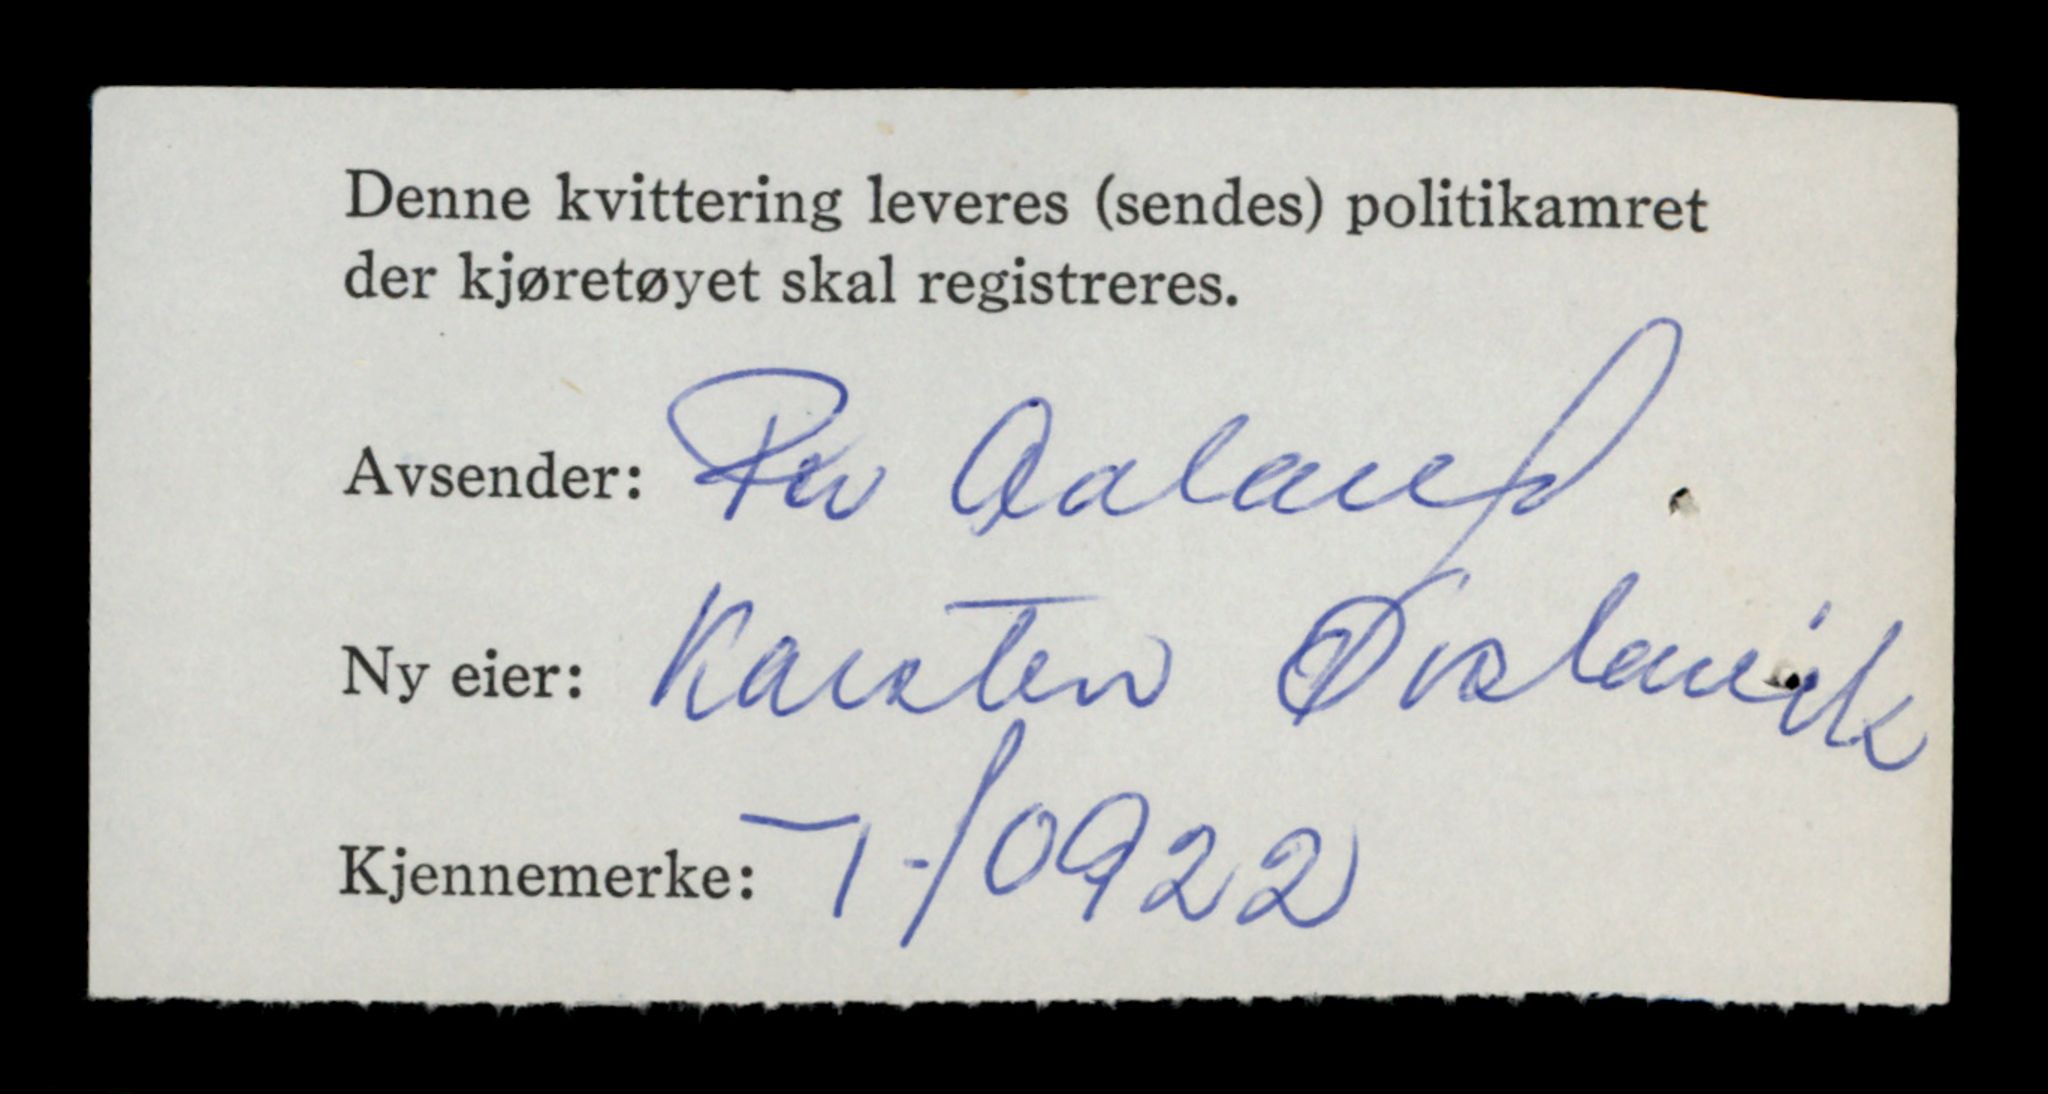 Denne kvittering leveres (sendes) politikamret
der kjøretøyet skal registreres.
Avsender: Per Aaland.
Ny eier: Karsten
Kjennemerke: T-10922